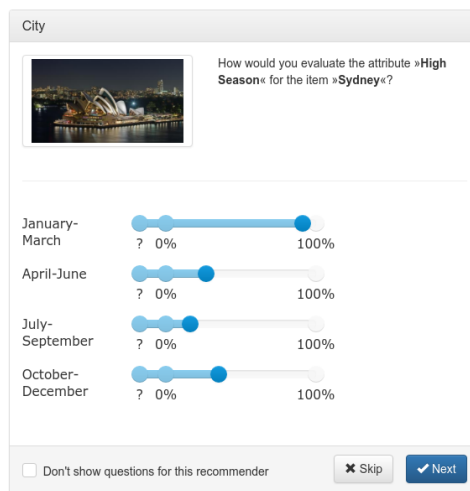 City
How would you evaluate the attribute »High
Season« for the item »Sydney«?
January-
March
? 0% 100%
April-June
? 0% 100%
July-
September
? 0% 100%
October-
December
? 0% 100%
Don't show questions for this recommender
Skip
Next